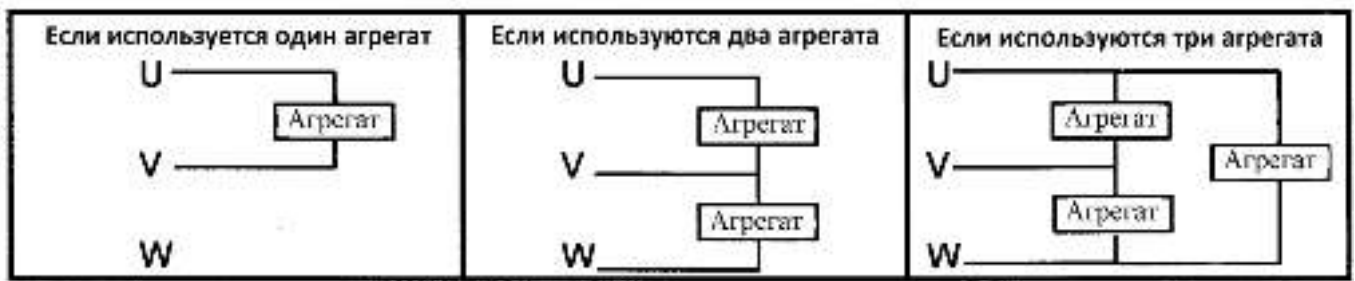 Если используется один агрегат
U
Агрегат
V
W
Если используются два агрегата
U
Агрегат
V
Агрегат
W
Если используются три агрегата
U
Агрегат
V
Агрегат
Агрегат
W